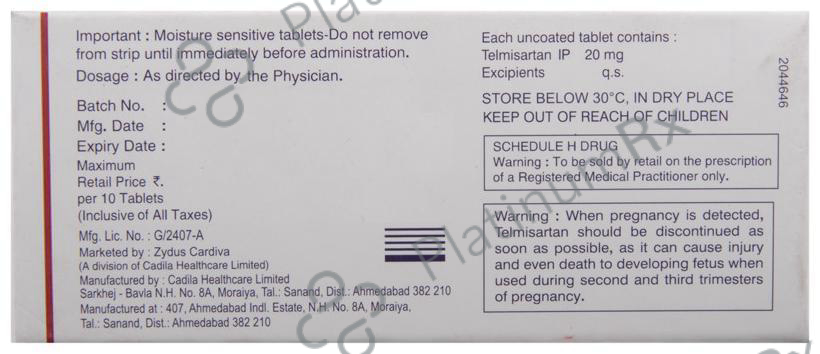 Important : Moisture sensitive tablets-Do not remove
from strip until immediately before administration.
Dosage : As directed by the Physician.
Batch No. :
Mfg. Date :
Expiry Date :
Maximum
Retail Price ₹.
per 10 Tablets
(Inclusive of All Taxes)
Mfg. Lic. No. : G/2407-A
Marketed by : Zydus Cardiva
(A division of Cadila Healthcare Limited)
Manufactured by : Cadila Healthcare Limited
Sarkhej - Bavla N.H. No. 8A, Moraiya, Tal.: Sanand, Dist.: Ahmedabad 382 210
Manufactured at : 407, Ahmedabad Indl. Estate, N.H. No. 8A, Moraiya,
Tal.: Sanand, Dist.: Ahmedabad 382 210
Each uncoated tablet contains :
Telmisartan IP 20 mg
Excipients q.s.
STORE BELOW 30°C, IN DRY PLACE
KEEP OUT OF REACH OF CHILDREN
SCHEDULE H DRUG
Warning : To be sold by retail on the prescription
of a Registered Medical Practitioner only.
Warning : When pregnancy is detected,
Telmisartan should be discontinued as
soon as possible, as it can cause injury
and even death to developing fetus when
used during second and third trimesters
of pregnancy.
2044646
PlatinumRx
Platinum